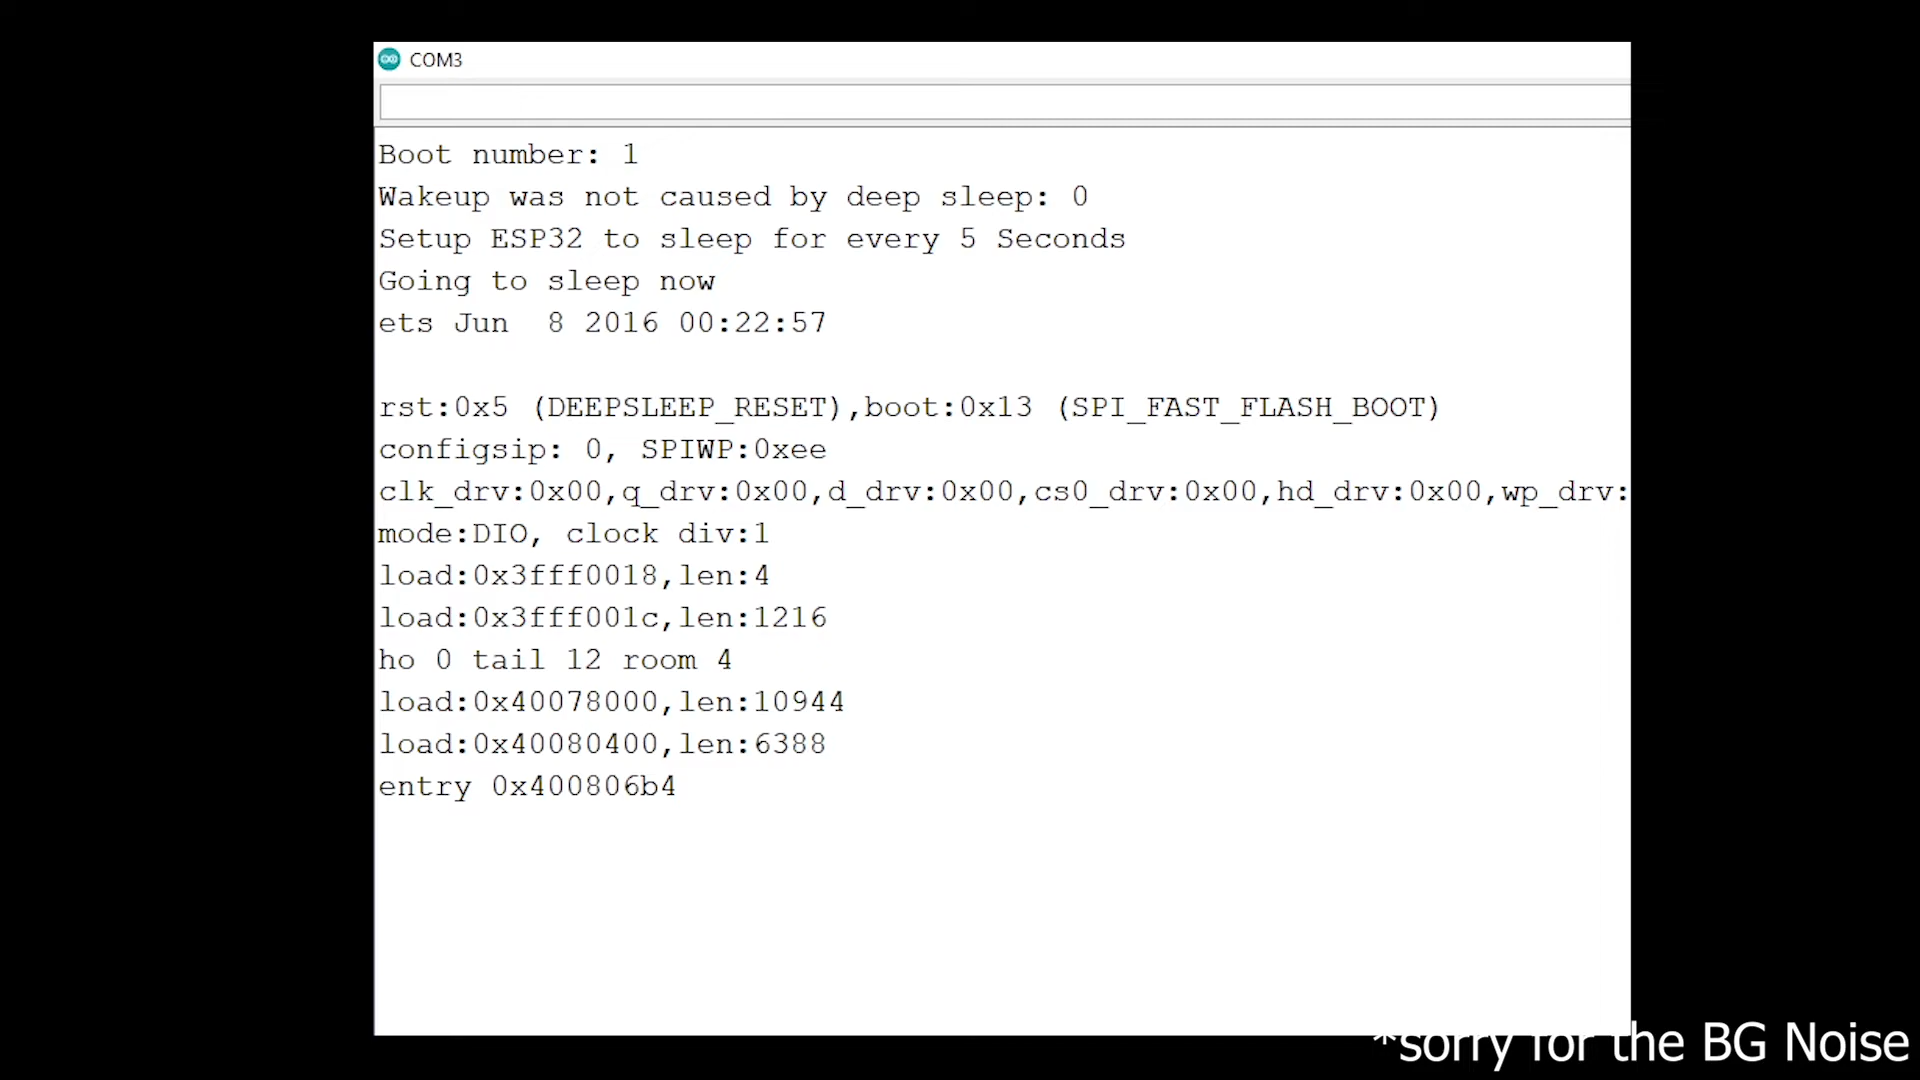 COM3
Boot number: 1
Wakeup was not caused by deep sleep: 0
Setup ESP32 to sleep for every 5 Seconds
Going to sleep now
ets Jun  8 2016 00:22:57
rst:0x5 (DEEPSLEEP_RESET),boot:0x13 (SPI_FAST_FLASH_BOOT)
configsip: 0, SPIWP:0xee
clk_drv:0x00,q_drv:0x00,d_drv:0x00,cs0_drv:0x00,hd_drv:0x00,wp_drv:
mode:DIO, clock div:1
load:0x3fff0018,len:4
load:0x3fff001c,len:1216
ho 0 tail 12 room 4
load:0x40078000,len:10944
load:0x40080400,len:6388
entry 0x400806b4
*sorry for the BG Noise